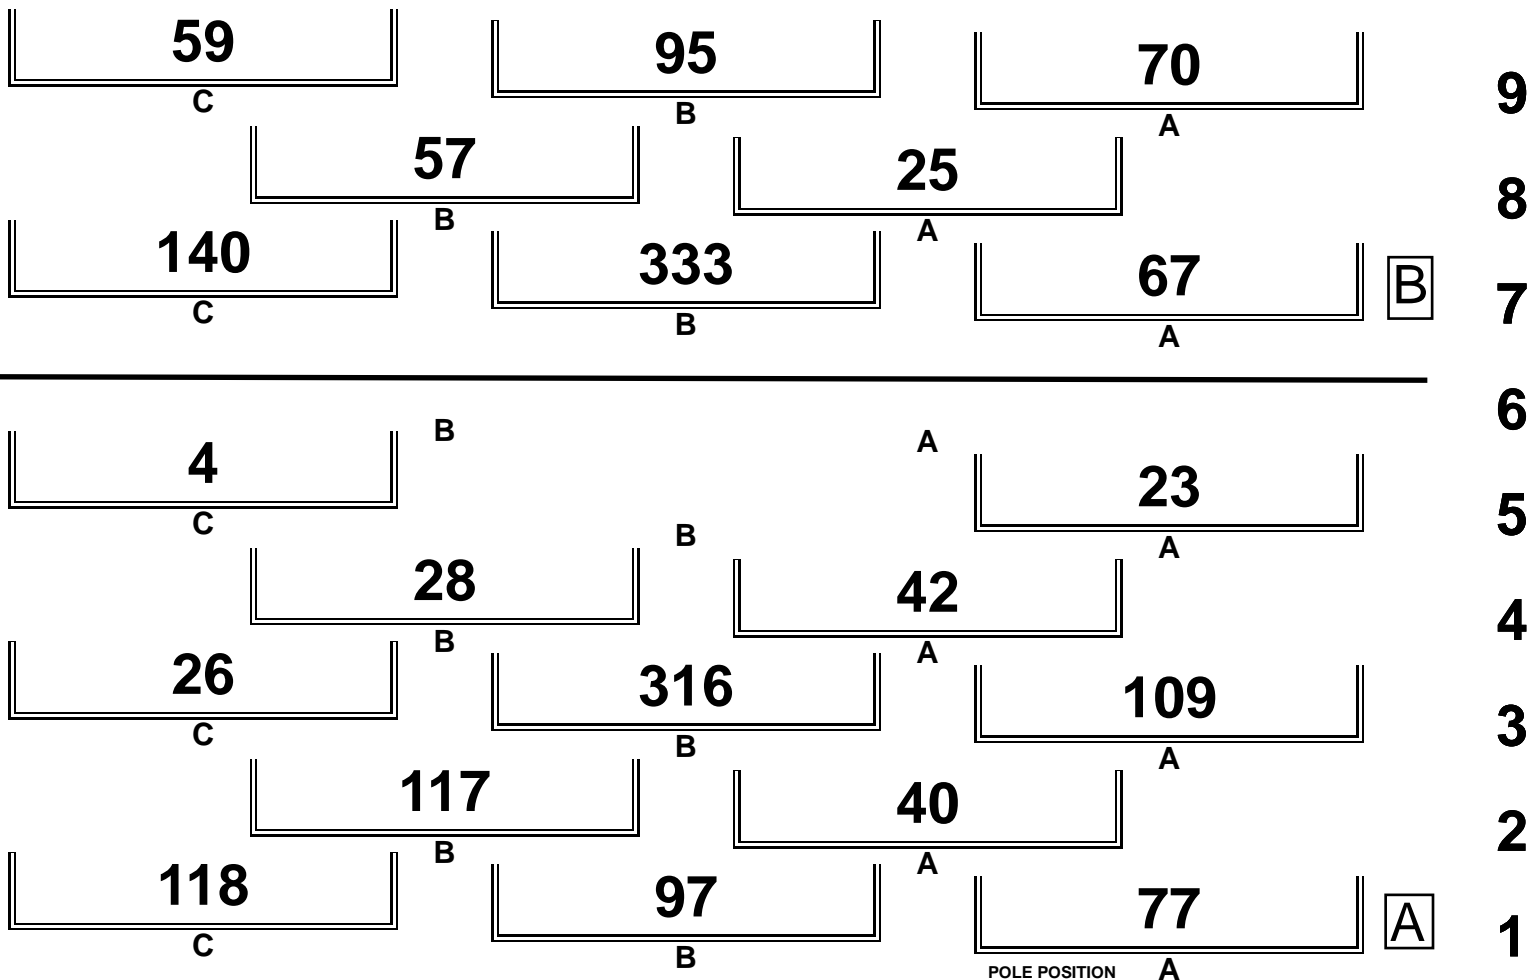 59 95 70
C B A 9
57 25
B A 8
140 333 67
C B A B 7
B A 6
4 23
C B A 5
28 42
B A 4
26 316 109
C B A 3
117 40
B A 2
118 97 77
C B A 1
POLE POSITION A